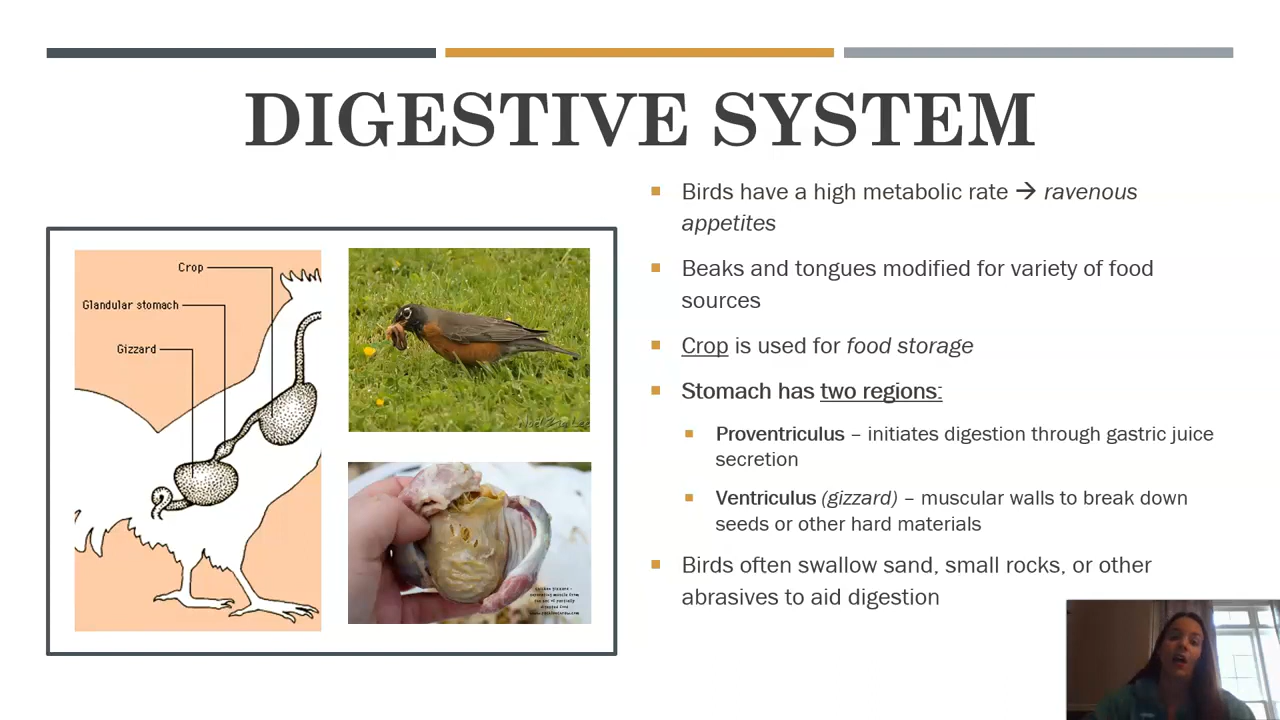 DIGESTIVE SYSTEM
Crop
Glandular stomach
Gizzard
Birds have a high metabolic rate → ravenous
appetites
Beaks and tongues modified for variety of food
sources
Crop is used for food storage
Stomach has two regions:
Proventriculus – initiates digestion through gastric juice
secretion
Ventriculus (gizzard) – muscular walls to break down
seeds or other hard materials
Birds often swallow sand, small rocks, or other
abrasives to aid digestion